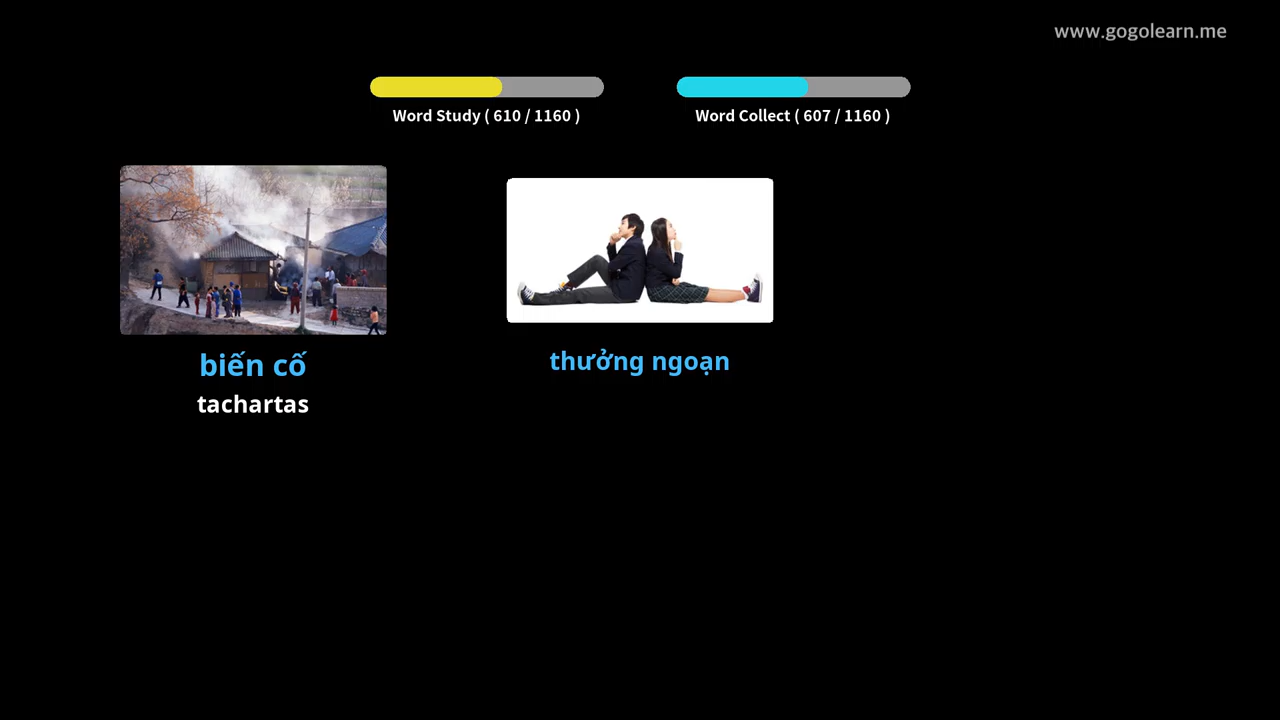 www.gogolearn.me
Word Study ( 610 / 1160 )
Word Collect ( 607 / 1160 )
biến cố
tachartas
thưởng ngoạn